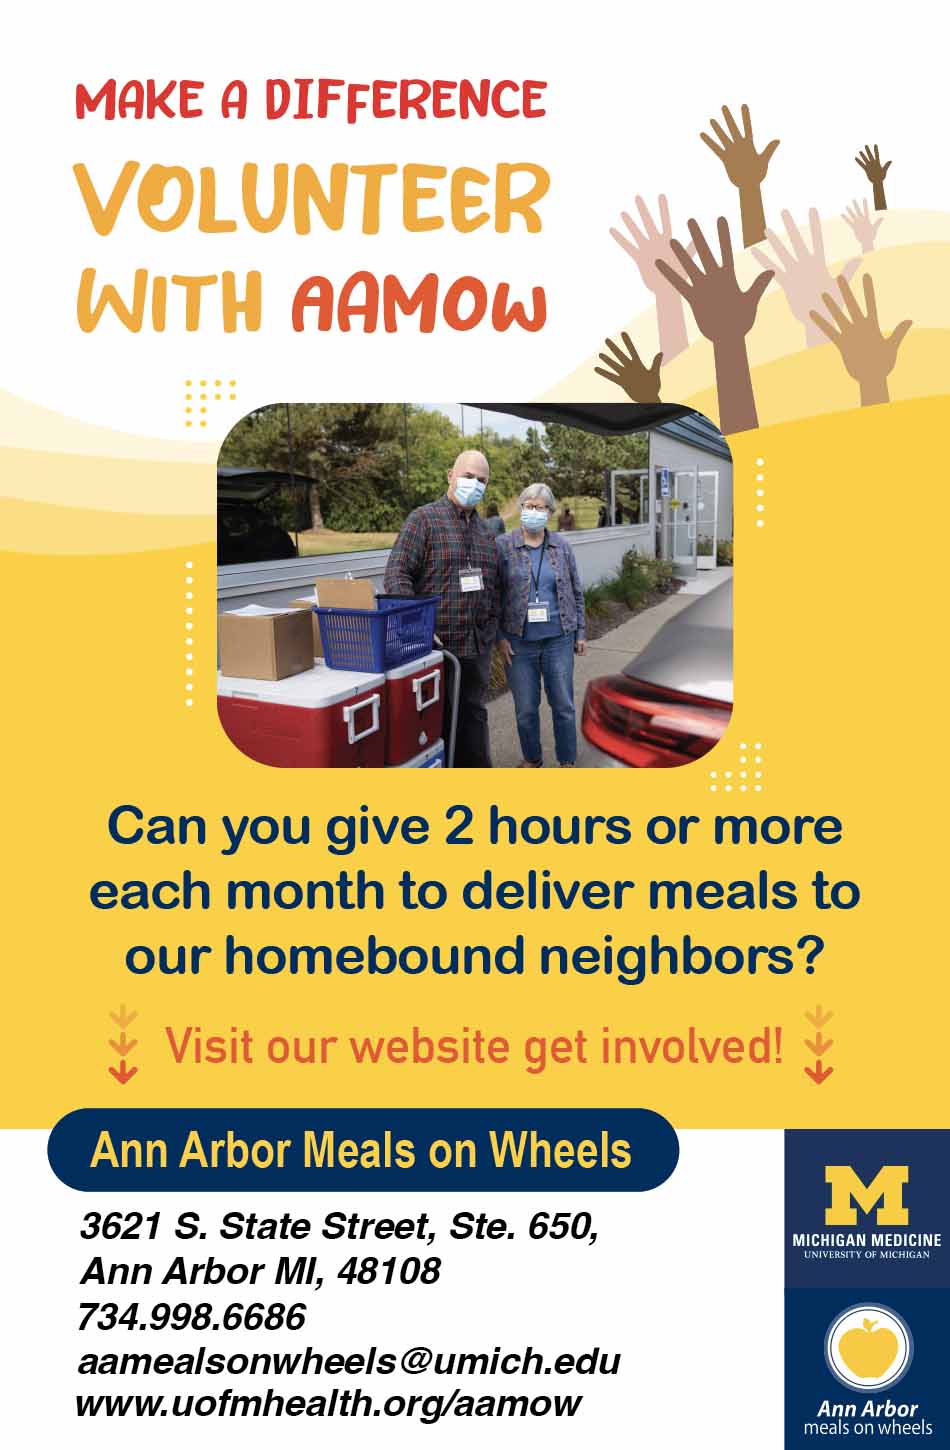 MAKE A DIFFERENCE
VOLUNTEER
WITH AAMOW
Can you give 2 hours or more
each month to deliver meals to
our homebound neighbors?
Visit our website get involved!
Ann Arbor Meals on Wheels
3621 S. State Street, Ste. 650,
Ann Arbor MI, 48108
734.998.6686
aamealsonwheels@umich.edu
www.uofmhealth.org/aamow
M
MICHIGAN MEDICINE
UNIVERSITY OF MICHIGAN
Ann Arbor
meals on wheels